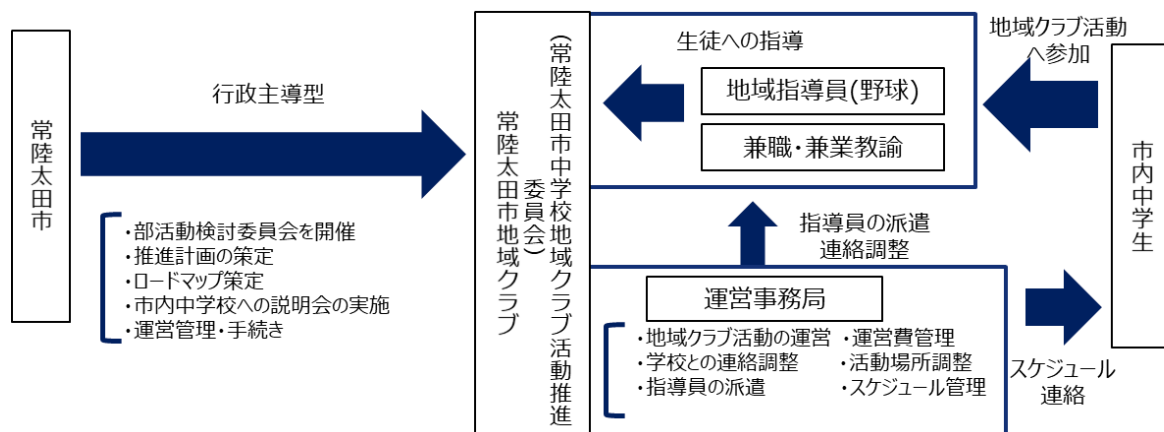 常陸太田市
行政主導型
・部活動検討委員会を開催
・推進計画の策定
・ロードマップ策定
・市内中学校への説明会の実施
・運営管理・手続き
常陸太田市地域クラブ
(常陸太田市中学校地域クラブ活動推進
委員会)
生徒への指導
地域指導員(野球)
兼職・兼業教諭
指導員の派遣
連絡調整
運営事務局
・地域クラブ活動の運営
・学校との連絡調整
・指導員の派遣
・運営費管理
・活動場所調整
・スケジュール管理
地域クラブ活動
へ参加
市内中学生
スケジュール
連絡